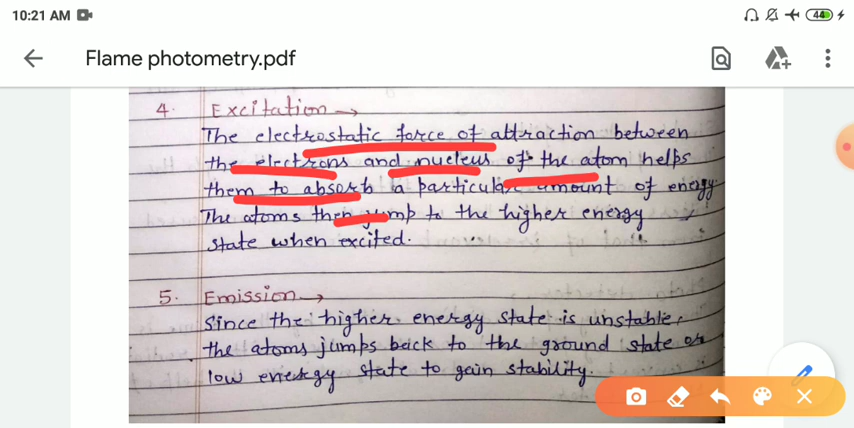 10:21 AM
44
Flame photometry.pdf
4. Excitation →
The electrostatic force of attraction between
the electrons and nucleus of the atom helps
them to absorb a particular amount of energy.
The atoms then jump to the higher energy
state when excited.
5. Emission →
Since the higher energy state is unstable,
the atoms jumps back to the ground state or
low energy state to gain stability.